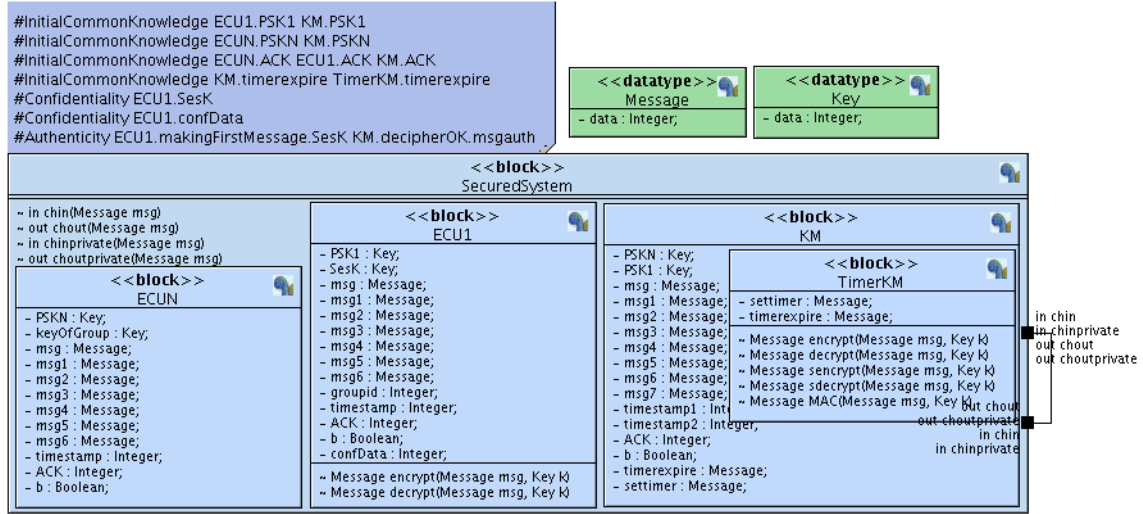 #InitialCommonKnowledge ECU1.PSK1 KM.PSK1
#InitialCommonKnowledge ECUN.PSKN KM.PSKN
#InitialCommonKnowledge ECUN.ACK ECU1.ACK KM.ACK
#InitialCommonKnowledge KM.timerexpire TimerKM.timerexpire
#Confidentiality ECU1.SesK
#Confidentiality ECU1.confData
#Authenticity ECU1.makingFirstMessage.SesK KM.decipherOK.msgauth
<<datatype>>
Message
- data : Integer;
<<datatype>>
Key
- data : Integer;
<<block>>
SecuredSystem
~ in chin(Message msg)
~ out chout(Message msg)
~ in chinprivate(Message msg)
~ out choutprivate(Message msg)
<<block>>
ECUN
- PSKN : Key;
- keyOfGroup : Key;
- msg : Message;
- msg1 : Message;
- msg2 : Message;
- msg3 : Message;
- msg4 : Message;
- msg5 : Message;
- msg6 : Message;
- timestamp : Integer;
- ACK : Integer;
- b : Boolean;
<<block>>
ECU1
- PSK1 : Key;
- SesK : Key;
- msg : Message;
- msg1 : Message;
- msg2 : Message;
- msg3 : Message;
- msg4 : Message;
- msg5 : Message;
- msg6 : Message;
- groupid : Integer;
- timestamp : Integer;
- ACK : Integer;
- b : Boolean;
- confData : Integer;
~ Message encrypt(Message msg, Key k)
~ Message decrypt(Message msg, Key k)
<<block>>
KM
- PSKN : Key;
- PSK1 : Key;
- msg : Message;
- msg1 : Message;
- msg2 : Message;
- msg3 : Message;
- msg4 : Message;
- msg5 : Message;
- msg6 : Message;
- msg7 : Message;
- timestamp1 : Int
- timestamp2 : Integer;
- ACK : Integer;
- b : Boolean;
- timerexpire : Message;
- settimer : Message;
<<block>>
TimerKM
- settimer : Message;
- timerexpire : Message;
~ Message encrypt(Message msg, Key k)
~ Message decrypt(Message msg, Key k)
~ Message sencrypt(Message msg, Key k)
~ Message sdecrypt(Message msg, Key k)
~ Message MAC(Message msg, Key k)
in chin
in chinprivate
out chout
out choutprivate
out chout
out choutprivate
in chin
in chinprivate